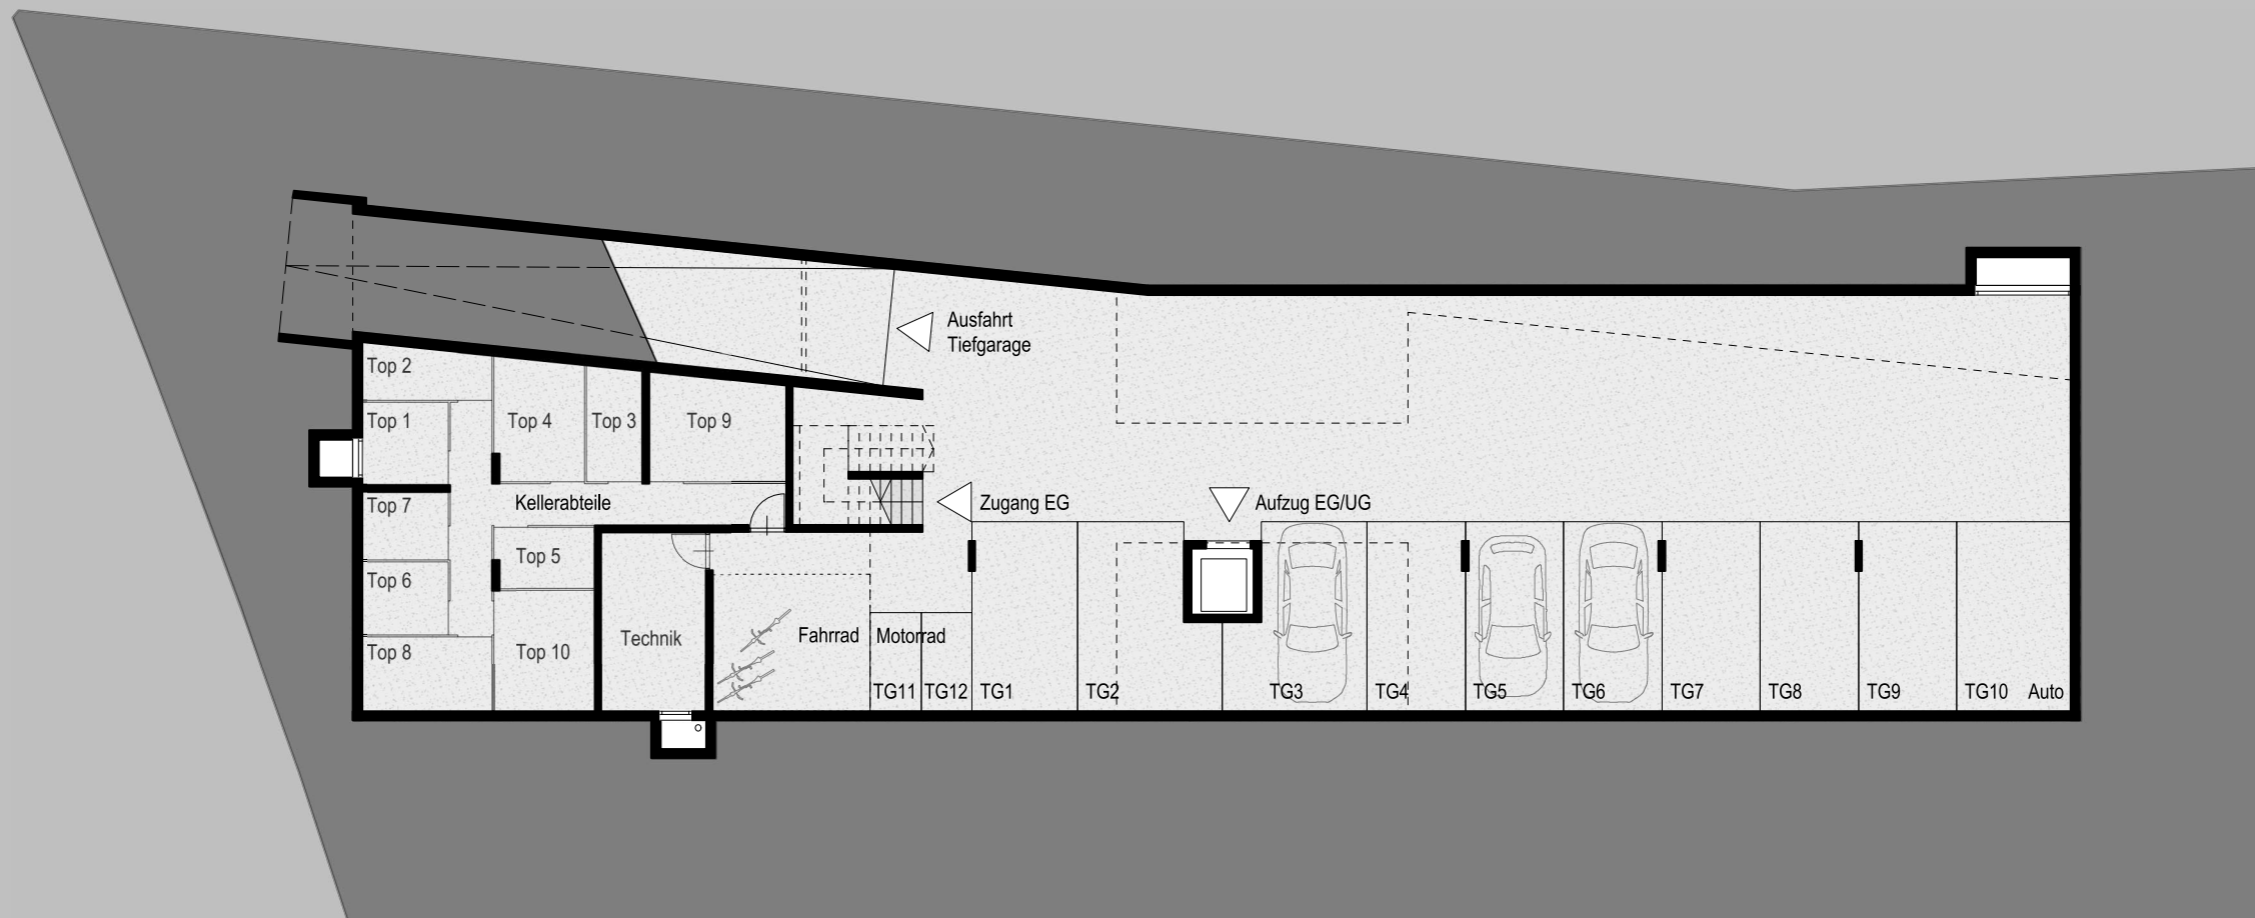 Ausfahrt
Tiefgarage
Top 2
Top 1
Top 4
Top 3
Top 9
Kellerabteile
Zugang EG
Aufzug EG/UG
Top 7
Top 5
Top 6
Top 8
Top 10
Technik
Fahrrad
Motorrad
TG11
TG12
TG1
TG2
TG3
TG4
TG5
TG6
TG7
TG8
TG9
TG10
Auto